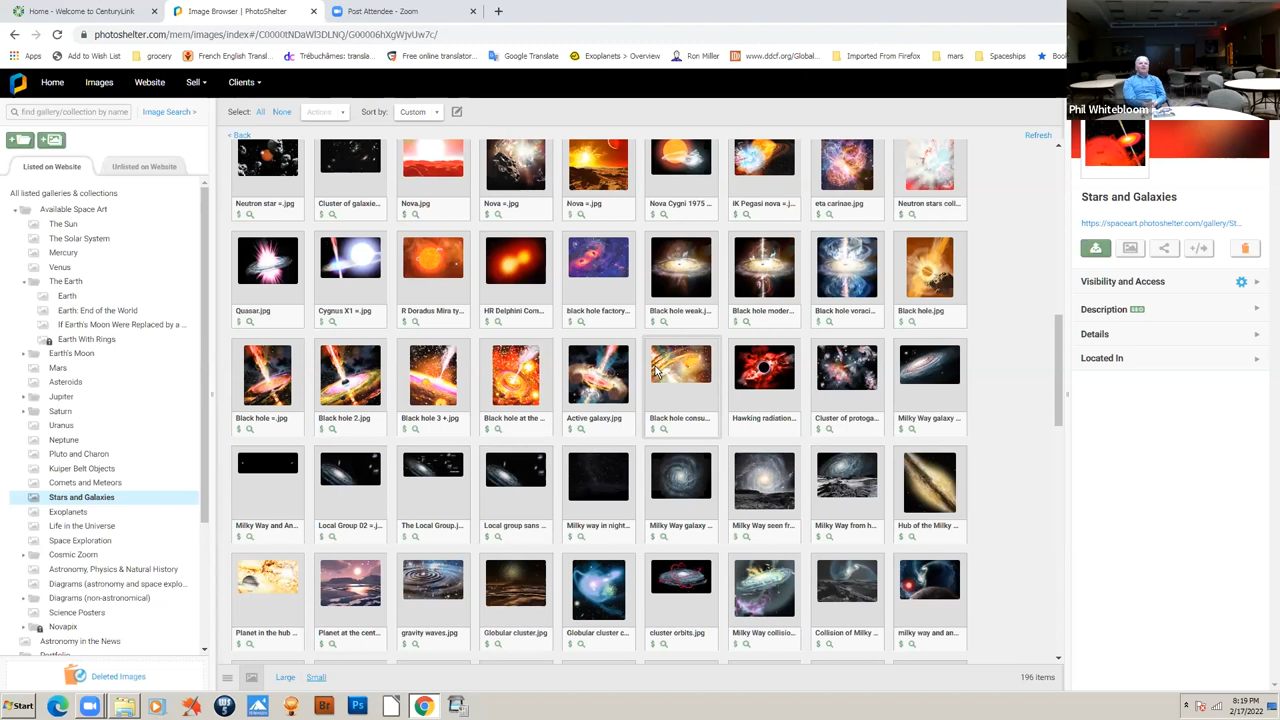 Home - Welcome to CenturyLink
Image Browser | PhotoShelter
Post Attendee - Zoom
photoshelter.com/mem/images/index#/C0000tNDaWl3DLNQ/G00006hXgWjvUw7c/
Apps
Add to Wish List
grocery
French English Transl...
Trébuchâmes: transla...
Free online translator...
Google Translate
Exoplanets > Overview
Ron Miller
www.ddcf.org/Global...
Imported From Firefox
mars
Spaceships
Books
Home
Images
Website
Sell
Clients
find gallery/collection by name
Image Search >
Select: All None
Actions
Sort by: Custom
< Back
Refresh
Listed on Website
Unlisted on Website
All listed galleries & collections
Available Space Art
The Sun
The Solar System
Mercury
Venus
The Earth
Earth
Earth: End of the World
If Earth's Moon Were Replaced by a ...
Earth With Rings
Earth's Moon
Mars
Asteroids
Jupiter
Saturn
Uranus
Neptune
Pluto and Charon
Kuiper Belt Objects
Comets and Meteors
Stars and Galaxies
Exoplanets
Life in the Universe
Space Exploration
Cosmic Zoom
Astronomy, Physics & Natural History
Diagrams (astronomy and space explo...
Diagrams (non-astronomical)
Science Posters
Novapix
Astronomy in the News
Portfolio
Deleted Images
Neutron star =.jpg
Cluster of galaxie...
Nova.jpg
Nova =.jpg
Nova =.jpg
Nova Cygni 1975 ...
IK Pegasi nova =.j...
eta carinae.jpg
Neutron stars coll...
Quasar.jpg
Cygnus X1 =.jpg
R Doradus Mira ty...
HR Delphini Com...
black hole factory...
Black hole weak.j...
Black hole moder...
Black hole voraci...
Black hole.jpg
Black hole =.jpg
Black hole 2.jpg
Black hole 3 +.jpg
Black hole at the ...
Active galaxy.jpg
Black hole consu...
Hawking radiation...
Cluster of protoga...
Milky Way galaxy ...
Milky Way and An...
Local Group 02 =.j...
The Local Group.j...
Local group sans ...
Milky way in night...
Milky Way galaxy ...
Milky Way seen fr...
Milky Way from h...
Hub of the Milky ...
Planet in the hub ...
Planet at the cent...
gravity waves.jpg
Globular cluster.jpg
Globular cluster c...
cluster orbits.jpg
Milky Way collisio...
Collision of Milky ...
milky way and an...
Large
Small
196 items
Phil Whitebloom
Stars and Galaxies
https://spaceart.photoshelter.com/gallery/St...
Visibility and Access
Description
Details
Located In
Start
8:19 PM
2/17/2022